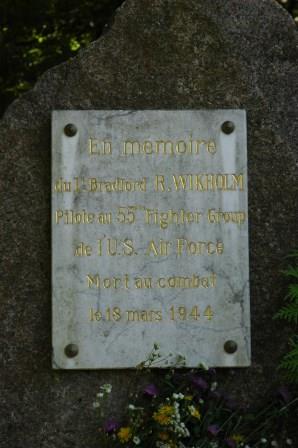 En memoire
du Lt Bradford R. WIKHOLM
Pilote au 55th Fighter Group
de l'U.S. Air Force
Mort au combat
le 18 mars 1944